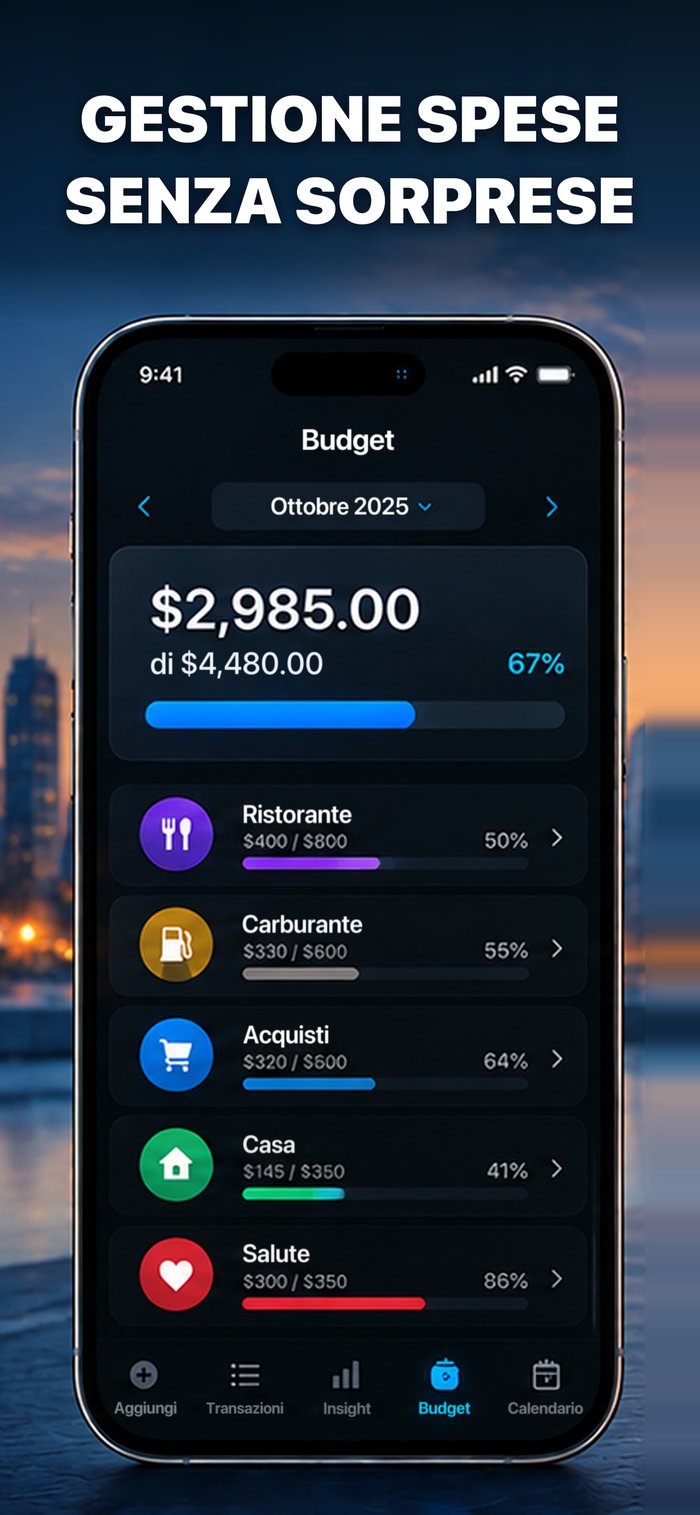 GESTIONE SPESE
SENZA SORPRESE
9:41
Budget
Ottobre 2025
$2,985.00
di $4,480.00
67%
Ristorante
$400 / $800
50%
Carburante
$330 / $600
55%
Acquisti
$320 / $600
64%
Casa
$145 / $350
41%
Salute
$300 / $350
86%
Aggiungi
Transazioni
Insight
Budget
Calendario